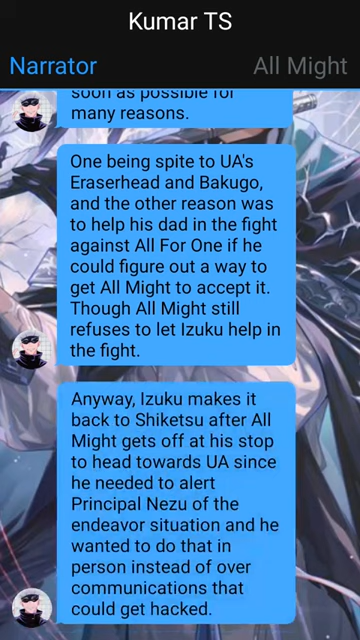 Kumar TS
Narrator
All Might
soon as possible for
many reasons.
One being spite to UA's
Eraserhead and Bakugo,
and the other reason was
to help his dad in the fight
against All For One if he
could figure out a way to
get All Might to accept it.
Though All Might still
refuses to let Izuku help in
the fight.
Anyway, Izuku makes it
back to Shiketsu after All
Might gets off at his stop
to head towards UA since
he needed to alert
Principal Nezu of the
endeavor situation and he
wanted to do that in
person instead of over
communications that
could get hacked.